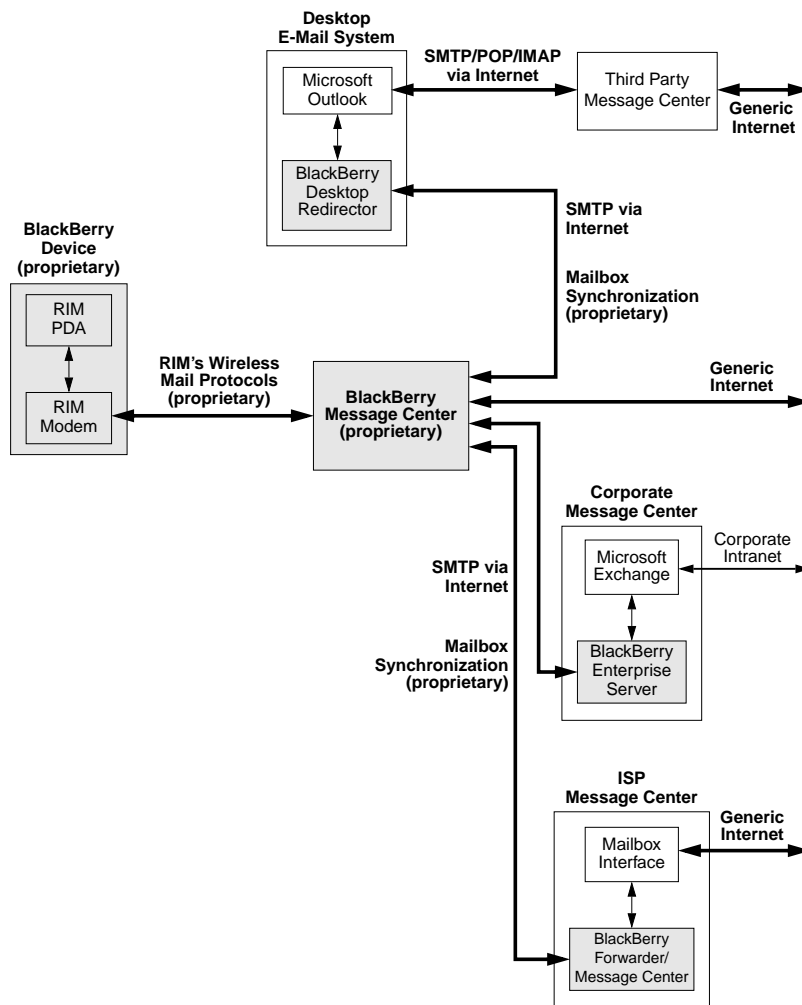 Desktop
E-Mail System
Microsoft
Outlook
SMTP/POP/IMAP
via Internet
Third Party
Message Center
Generic
Internet
BlackBerry
Desktop
Redirector
SMTP via
Internet
Mailbox
Synchronization
(proprietary)
BlackBerry
Device
(proprietary)
RIM
PDA
RIM
Modem
RIM's Wireless
Mail Protocols
(proprietary)
BlackBerry
Message Center
(proprietary)
Generic
Internet
Corporate
Message Center
Microsoft
Exchange
Corporate
Intranet
BlackBerry
Enterprise
Server
SMTP via
Internet
Mailbox
Synchronization
(proprietary)
ISP
Message Center
Mailbox
Interface
Generic
Internet
BlackBerry
Forwarder/
Message Center